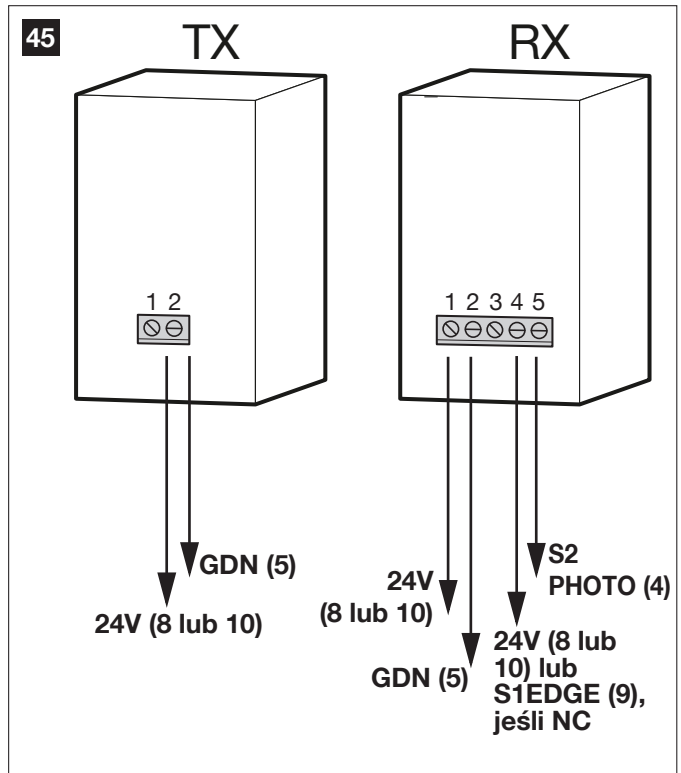 45
TX
RX
1 2
1 2 3 4 5
GDN (5)
24V (8 lub 10)
24V
(8 lub 10)
GDN (5)
S2
PHOTO (4)
24V (8 lub
10) lub
S1EDGE (9),
jeśli NC